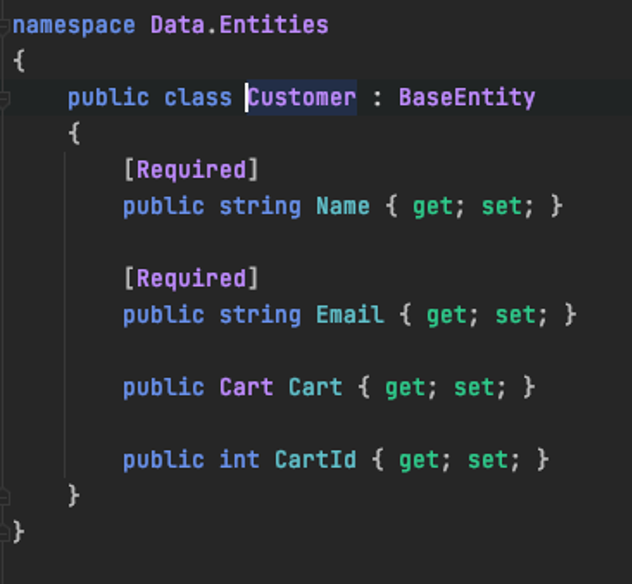 namespace Data.Entities
{
public class Customer : BaseEntity
{
[Required]
public string Name { get; set; }
[Required]
public string Email { get; set; }
public Cart Cart { get; set; }
public int CartId { get; set; }
}
}